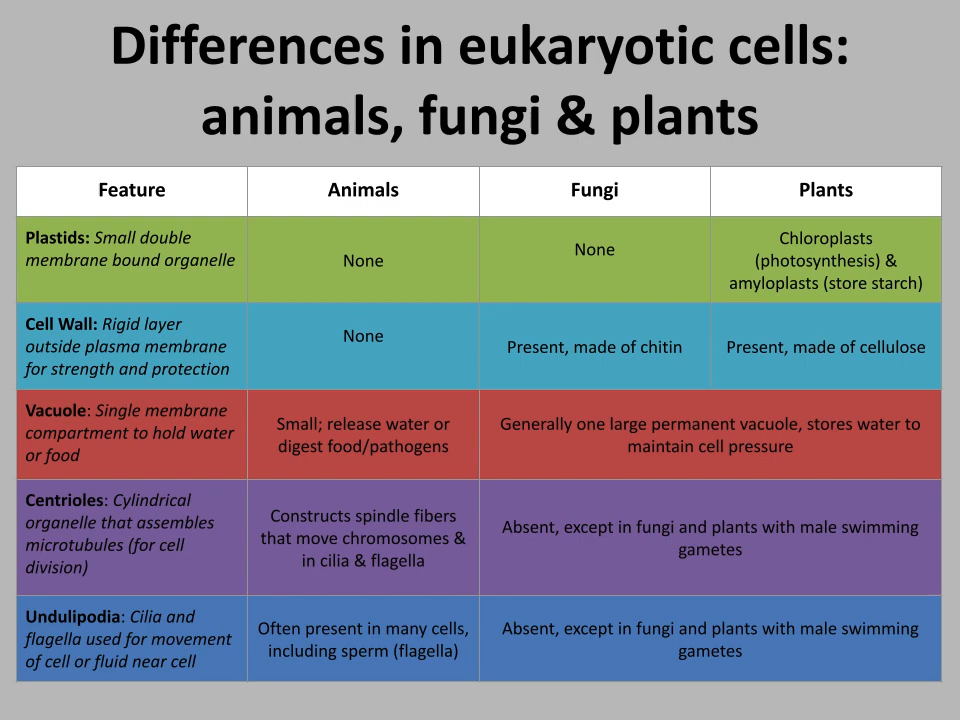 Differences in eukaryotic cells:
animals, fungi & plants
Feature
Animals
Fungi
Plants
Plastids: Small double
membrane bound organelle
None
None
Chloroplasts
(photosynthesis) &
amyloplasts (store starch)
Cell Wall: Rigid layer
outside plasma membrane
for strength and protection
None
Present, made of chitin
Present, made of cellulose
Vacuole: Single membrane
compartment to hold water
or food
Small; release water or
digest food/pathogens
Generally one large permanent vacuole, stores water to
maintain cell pressure
Centrioles: Cylindrical
organelle that assembles
microtubules (for cell
division)
Constructs spindle fibers
that move chromosomes &
in cilia & flagella
Absent, except in fungi and plants with male swimming
gametes
Undulipodia: Cilia and
flagella used for movement
of cell or fluid near cell
Often present in many cells,
including sperm (flagella)
Absent, except in fungi and plants with male swimming
gametes